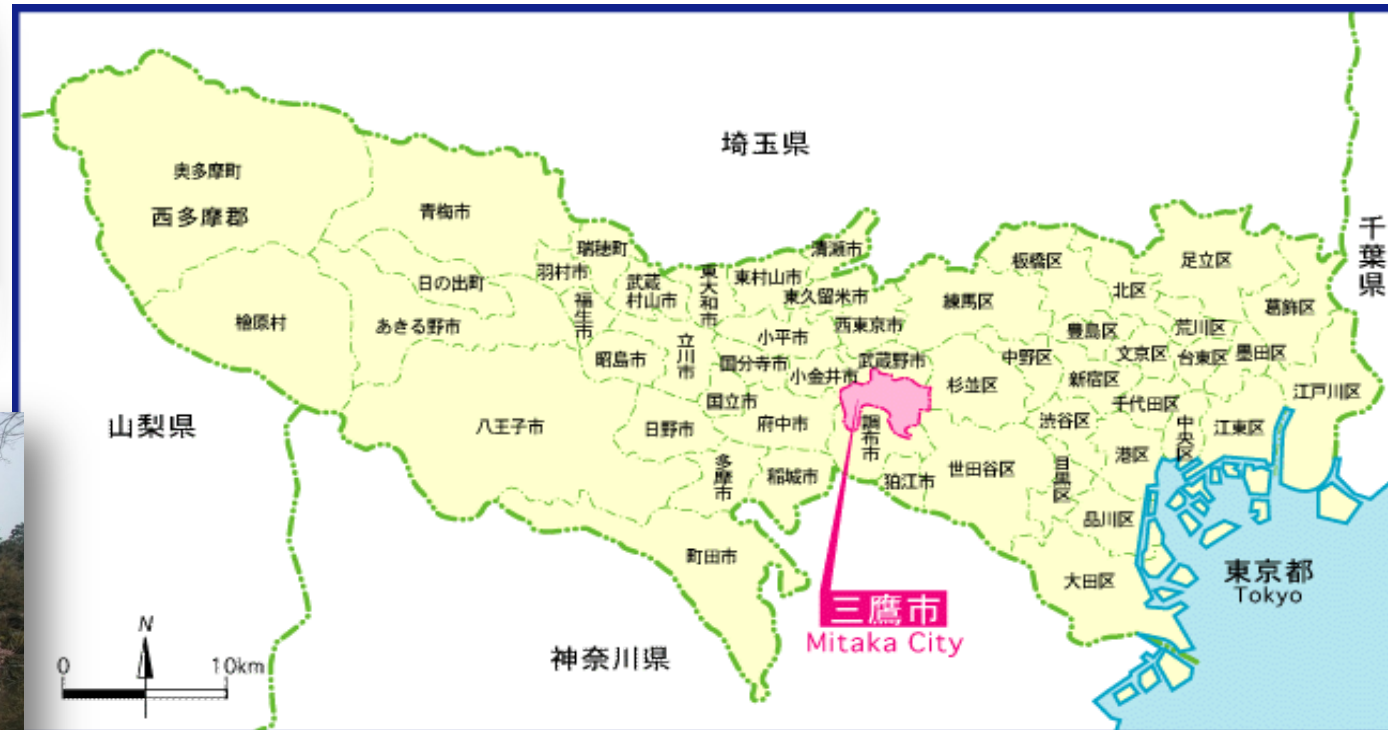 埼玉県
千葉県
山梨県
神奈川県
東京都
Tokyo
奥多摩町
西多摩郡
檜原村
青梅市
日の出町
あきる野市
八王子市
瑞穂町
羽村市
福生市
武蔵
村山市
昭島市
東大和市
立川市
東村山市
清瀬市
東久留米市
小平市
西東京市
国分寺市
小金井市
武蔵野市
国立市
府中市
日野市
多摩市
稲城市
調布市
狛江市
町田市
板橋区
北区
足立区
葛飾区
練馬区
豊島区
荒川区
中野区
文京区
台東区
墨田区
杉並区
新宿区
千代田区
江戸川区
渋谷区
中央区
江東区
港区
世田谷区
目黒区
品川区
大田区
三鷹市
Mitaka City
N
0
10km